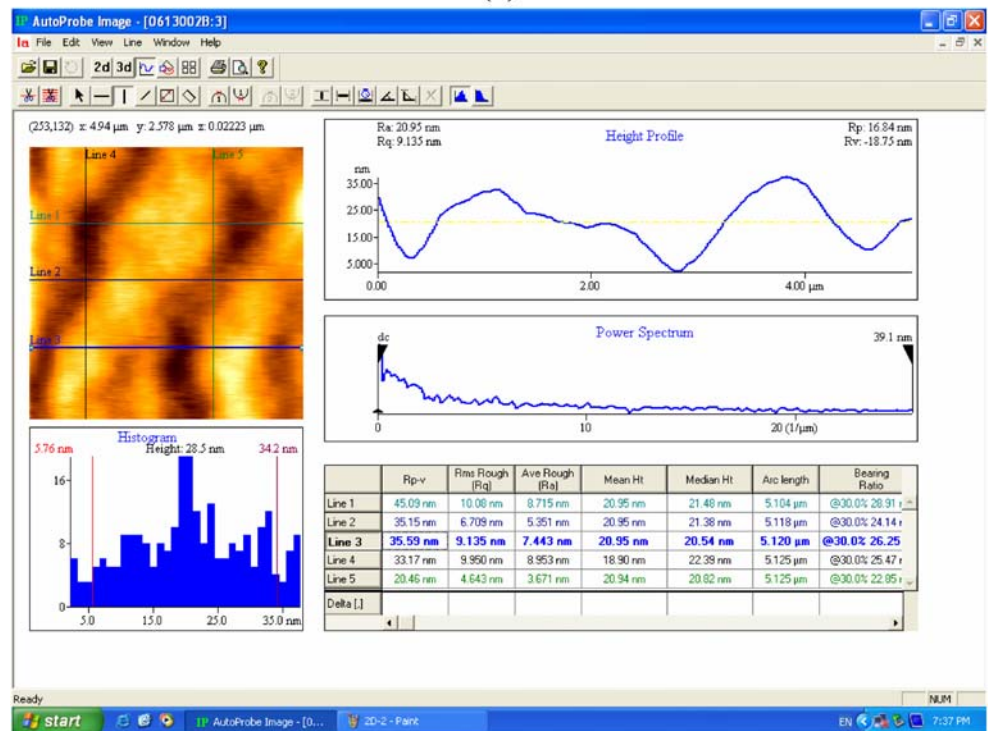 IP AutoProbe Image - [0613002B:3]
File Edit View Line Window Help
2d 3d
(253,132) x: 4.94 µm y: 2.578 µm z: 0.02223 µm
Line 4 Line 5
Line 1
Line 2
Line 3
Ra: 20.95 nm
Rq: 9.135 nm
Height Profile
Rp: 16.84 nm
Rv: -18.75 nm
nm
35.00
25.00
15.00
5.000
0.00 2.00 4.00 µm
dc
Power Spectrum
39.1 nm
0 10 20 (1/µm)
Histogram
5.76 nm Height: 28.5 nm 34.2 nm
16
8
0
5.0 15.0 25.0 35.0 nm
Rp-v Rms Rough (Rq) Ave Rough (Ra) Mean Ht Median Ht Arc length Bearing Ratio
Line 1 45.09 nm 10.08 nm 8.715 nm 20.95 nm 21.48 nm 5.104 µm @30.0% 28.91 r
Line 2 35.15 nm 6.709 nm 5.351 nm 20.95 nm 21.38 nm 5.118 µm @30.0% 24.14 r
Line 3 35.59 nm 9.135 nm 7.443 nm 20.95 nm 20.54 nm 5.120 µm @30.0% 26.25
Line 4 33.17 nm 9.950 nm 8.953 nm 18.90 nm 22.39 nm 5.125 µm @30.0% 25.47 r
Line 5 20.46 nm 4.643 nm 3.671 nm 20.94 nm 20.82 nm 5.125 µm @30.0% 22.85 r
Delta [.]
Ready
NUM
start
IP AutoProbe Image - [0...
2D-2 - Paint
EN
7:37 PM